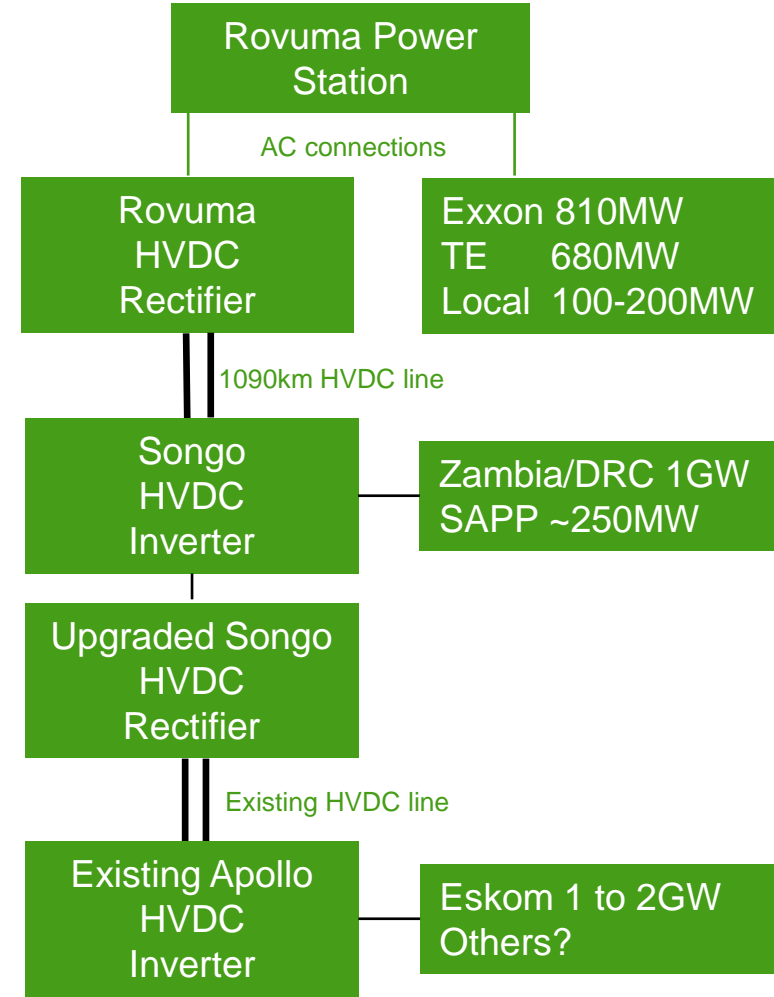 Rovuma Power
Station
AC connections
Rovuma
HVDC
Rectifier
Exxon 810MW
TE 680MW
Local 100-200MW
1090km HVDC line
Songo
HVDC
Inverter
Zambia/DRC 1GW
SAPP ~250MW
Upgraded Songo
HVDC
Rectifier
Existing HVDC line
Existing Apollo
HVDC
Inverter
Eskom 1 to 2GW
Others?